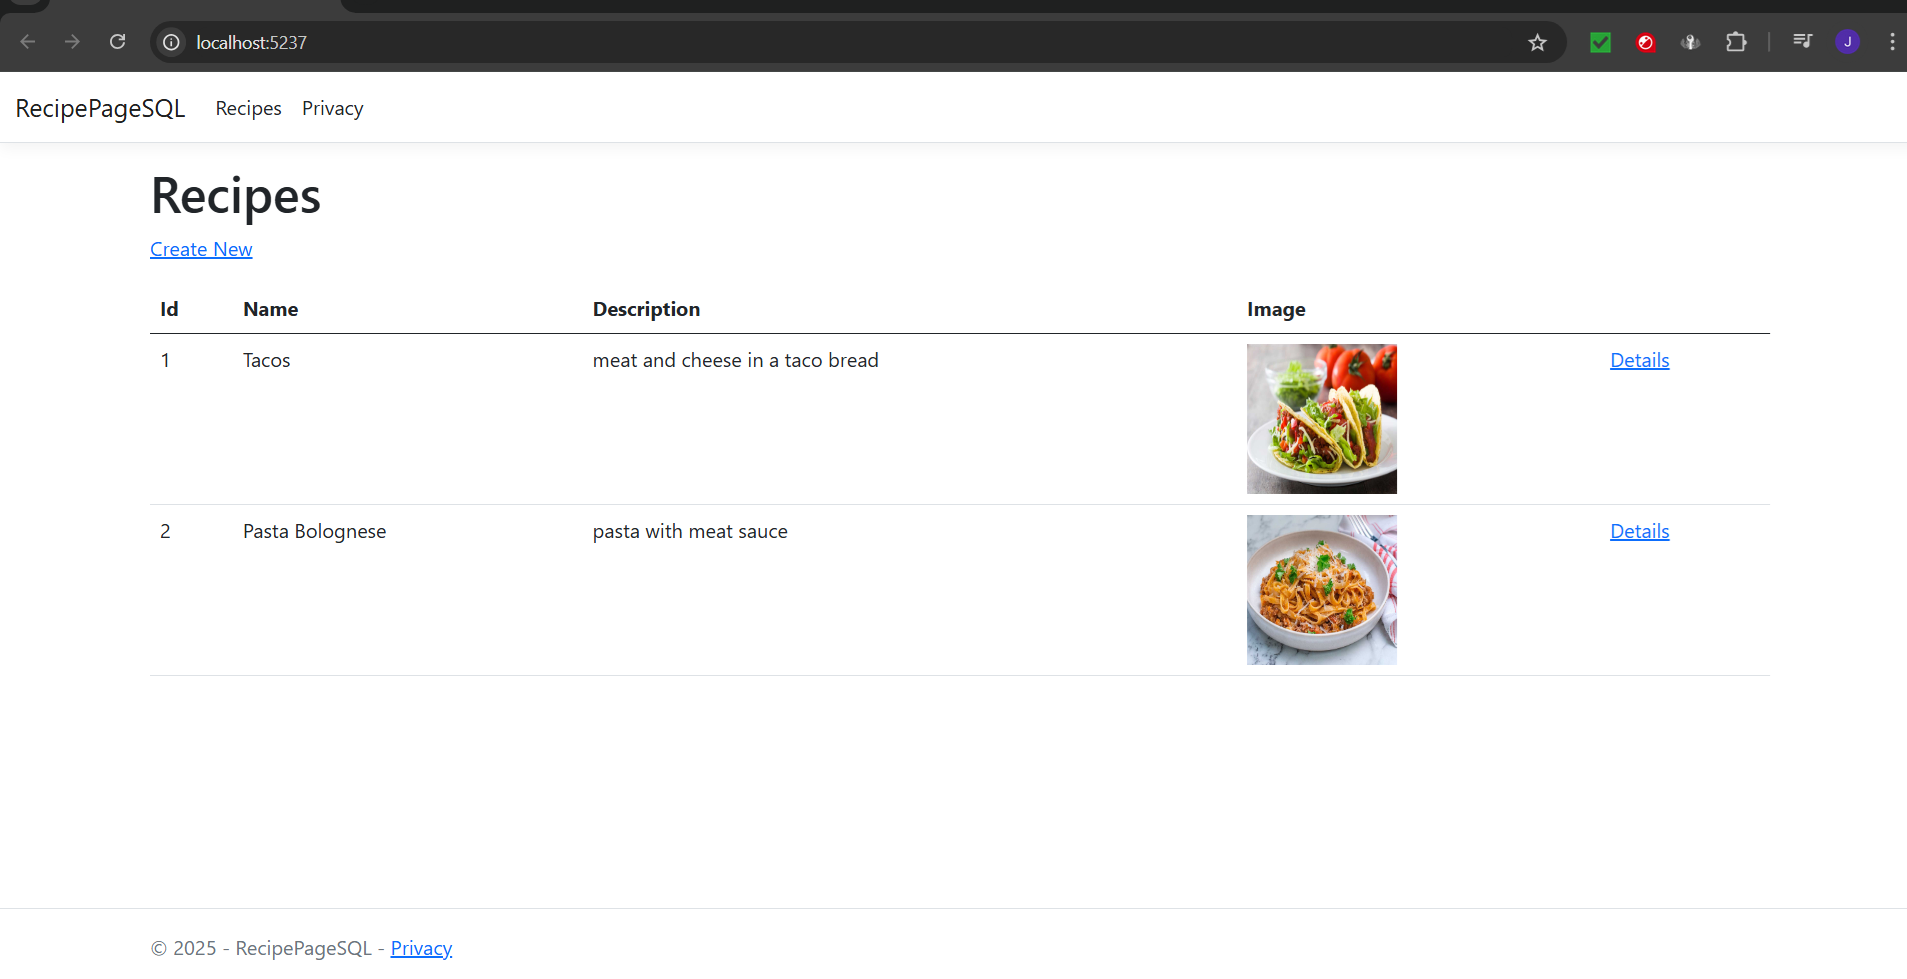 localhost:5237
J
RecipePageSQL Recipes Privacy
Recipes
Create New
Id Name Description Image
1 Tacos meat and cheese in a taco bread Details
2 Pasta Bolognese pasta with meat sauce Details
© 2025 - RecipePageSQL - Privacy